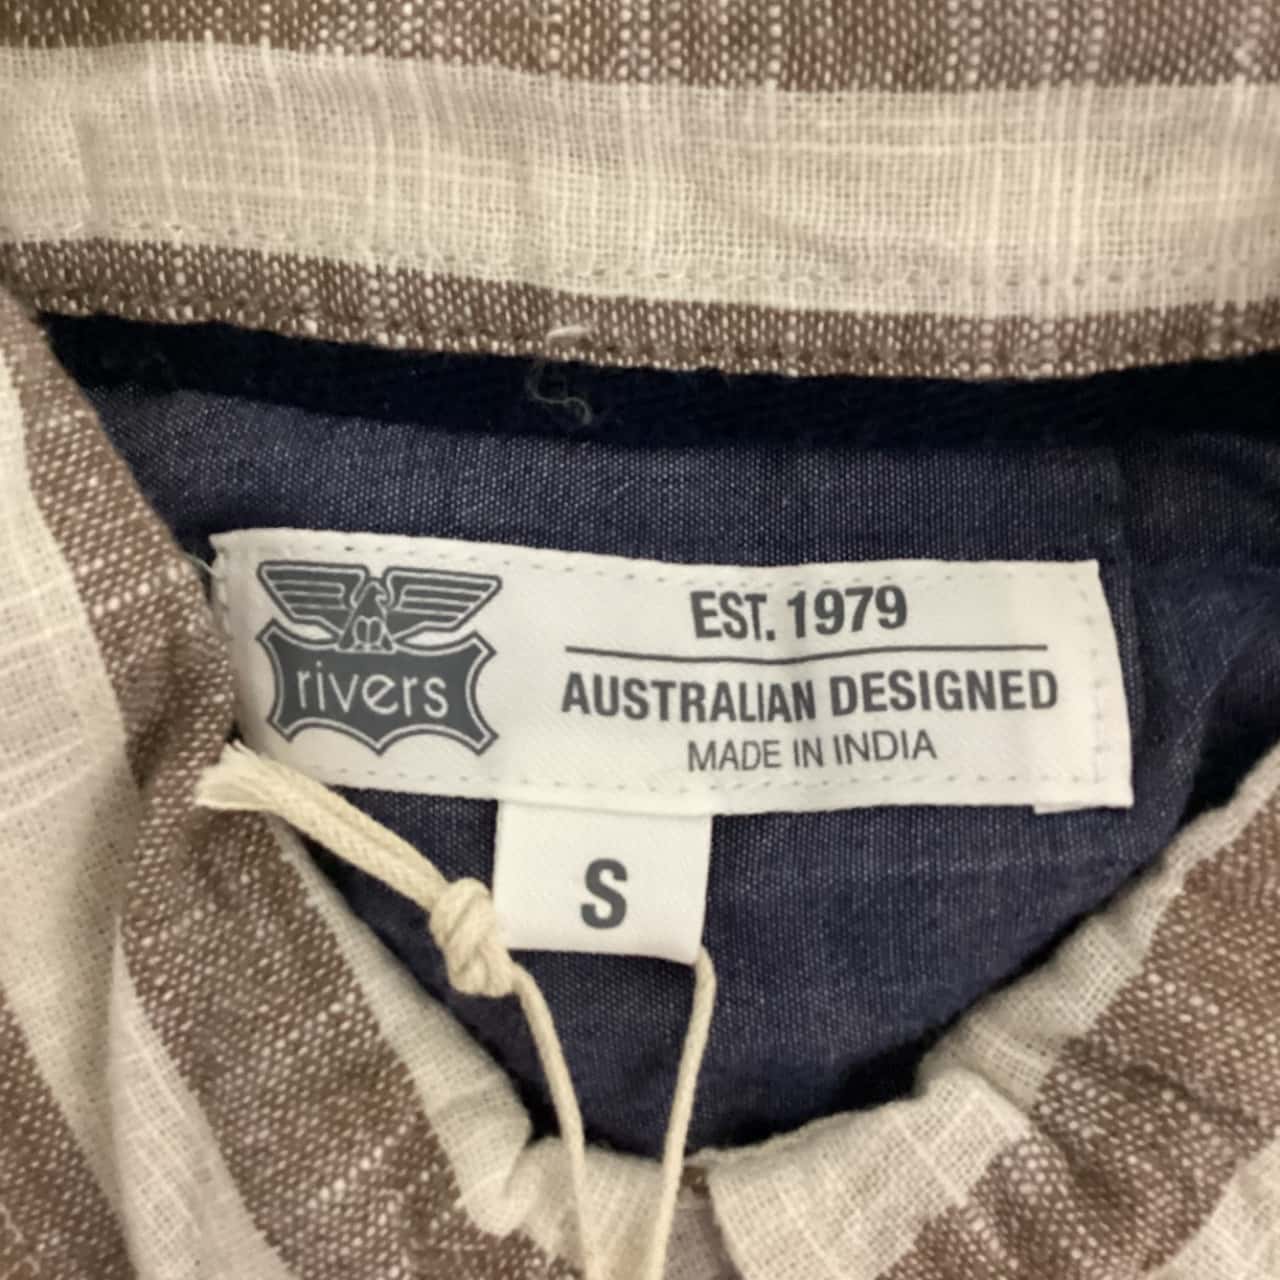 rivers
EST. 1979
AUSTRALIAN DESIGNED
MADE IN INDIA
S